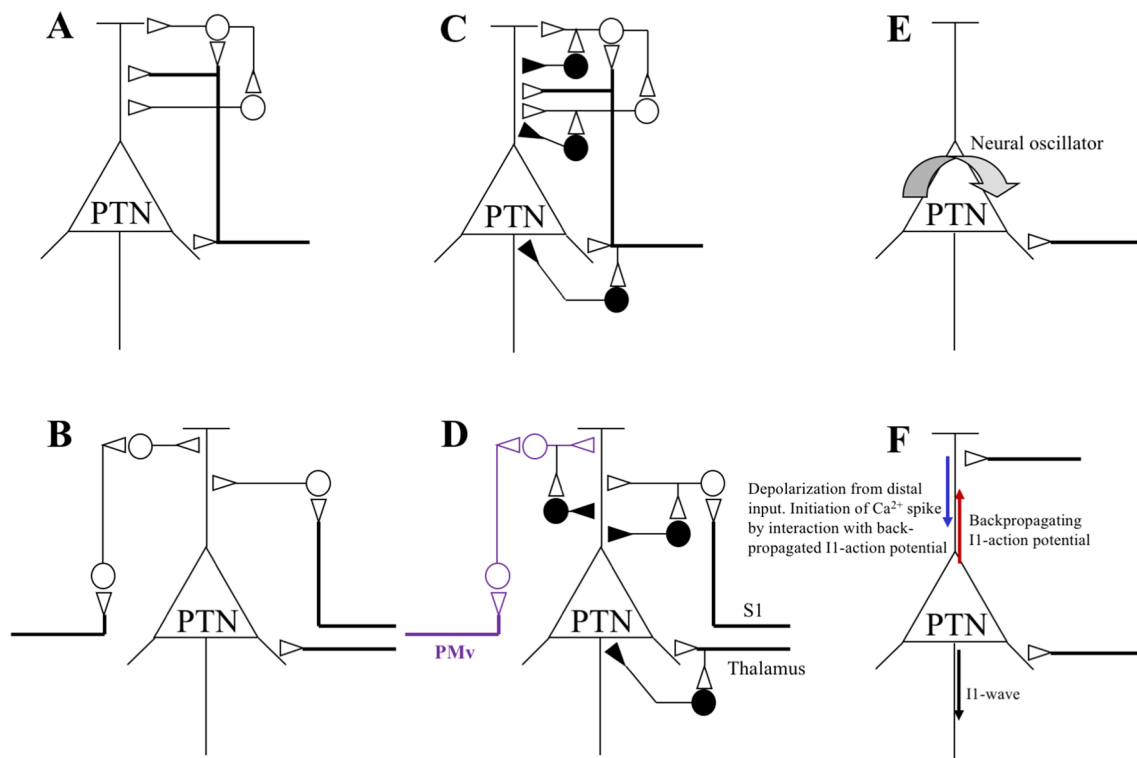 A
C
E
PTN
PTN
Neural oscillator
PTN
B
D
F
PTN
PMv
PTN
S1
Thalamus
Depolarization from distal
input. Initiation of Ca²⁺ spike
by interaction with back-
propagated I1-action potential
Backpropagating
I1-action potential
PTN
I1-wave